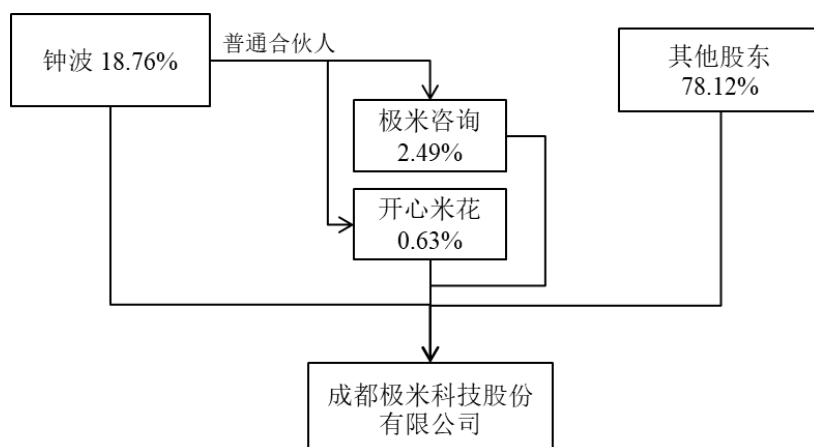 钟波 18.76%
普通合伙人
其他股东
78.12%
极米咨询
2.49%
开心米花
0.63%
成都极米科技股份
有限公司